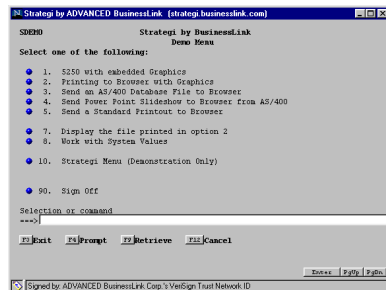 Strategi by ADVANCED BusinessLink (strategi.businesslink.com)
SDEMO Strategi by BusinessLink
Demo Menu
Select one of the following:
1. 5250 with embedded Graphics
2. Printing to Browser with Graphics
3. Send an AS/400 Database File to Browser
4. Send Power Point Slideshow to Browser from AS/400
5. Send a Standard Printout to Browser
7. Display the file printed in option 2
8. Work with System Values
10. Strategi Menu (Demonstration Only)
90. Sign Off
Selection or command
===>
F3 Exit F4 Prompt F9 Retrieve F12 Cancel
Enter PgUp PgDn
Signed by: ADVANCED BusinessLink Corp.'s VeriSign Trust Network ID